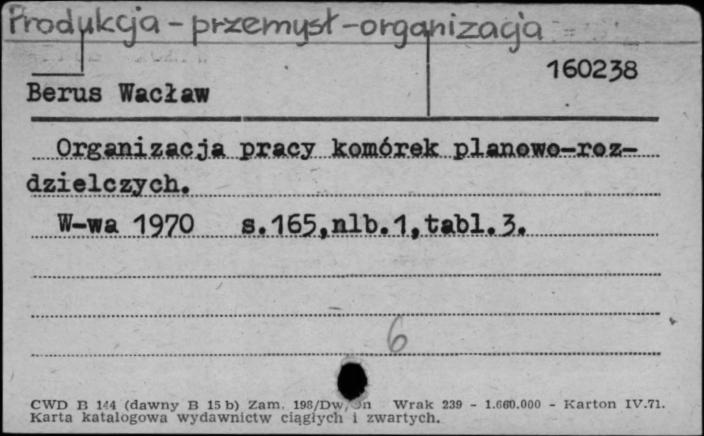 Produkcja - przemysł - organizacja
160238
Berus Wacław
Organizacja pracy komórek planowo-roz-
dzielczych.
W-wa 1970 s.165,nlb.1,tabl.3.
6
CWD B 144 (dawny B 15 b) Zam. 198/Dw/ Wrak 239 - 1.660.000 - Karton IV.71.
Karta katalogowa wydawnictw ciągłych i zwartych.